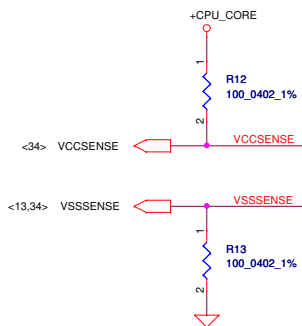 +CPU_CORE
1
R12
100_0402_1%
2
<34> VCCSENSE
VCCSENSE
<13,34> VSSSENSE
VSSSENSE
1
R13
100_0402_1%
2